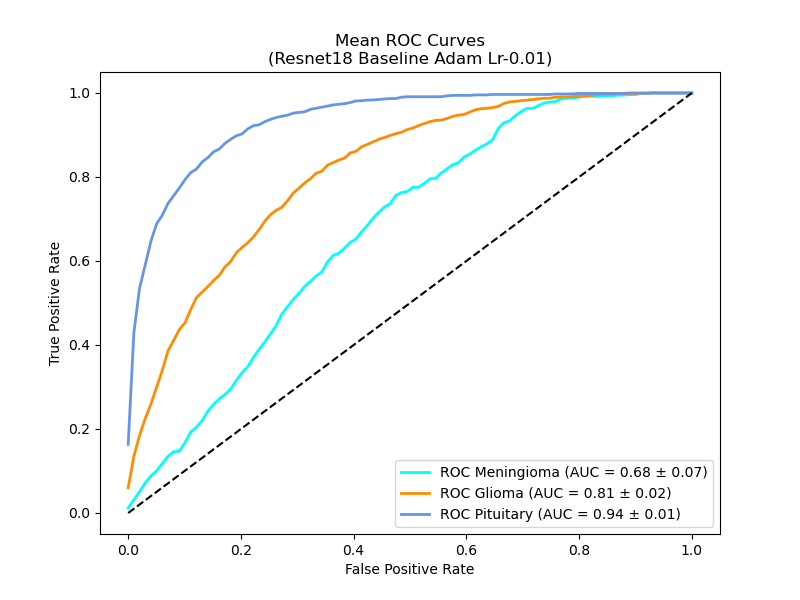 Mean ROC Curves
(Resnet18 Baseline Adam Lr-0.01)
True Positive Rate
1.0
0.8
0.6
0.4
0.2
0.0
ROC Meningioma (AUC = 0.68 ± 0.07)
ROC Glioma (AUC = 0.81 ± 0.02)
ROC Pituitary (AUC = 0.94 ± 0.01)
0.0 0.2 0.4 0.6 0.8 1.0
False Positive Rate